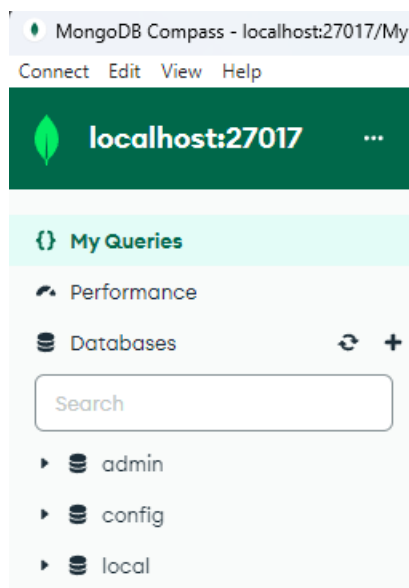 MongoDB Compass - localhost:27017/My
Connect Edit View Help
localhost:27017 ...
{} My Queries
Performance
Databases +
Search
admin
config
local